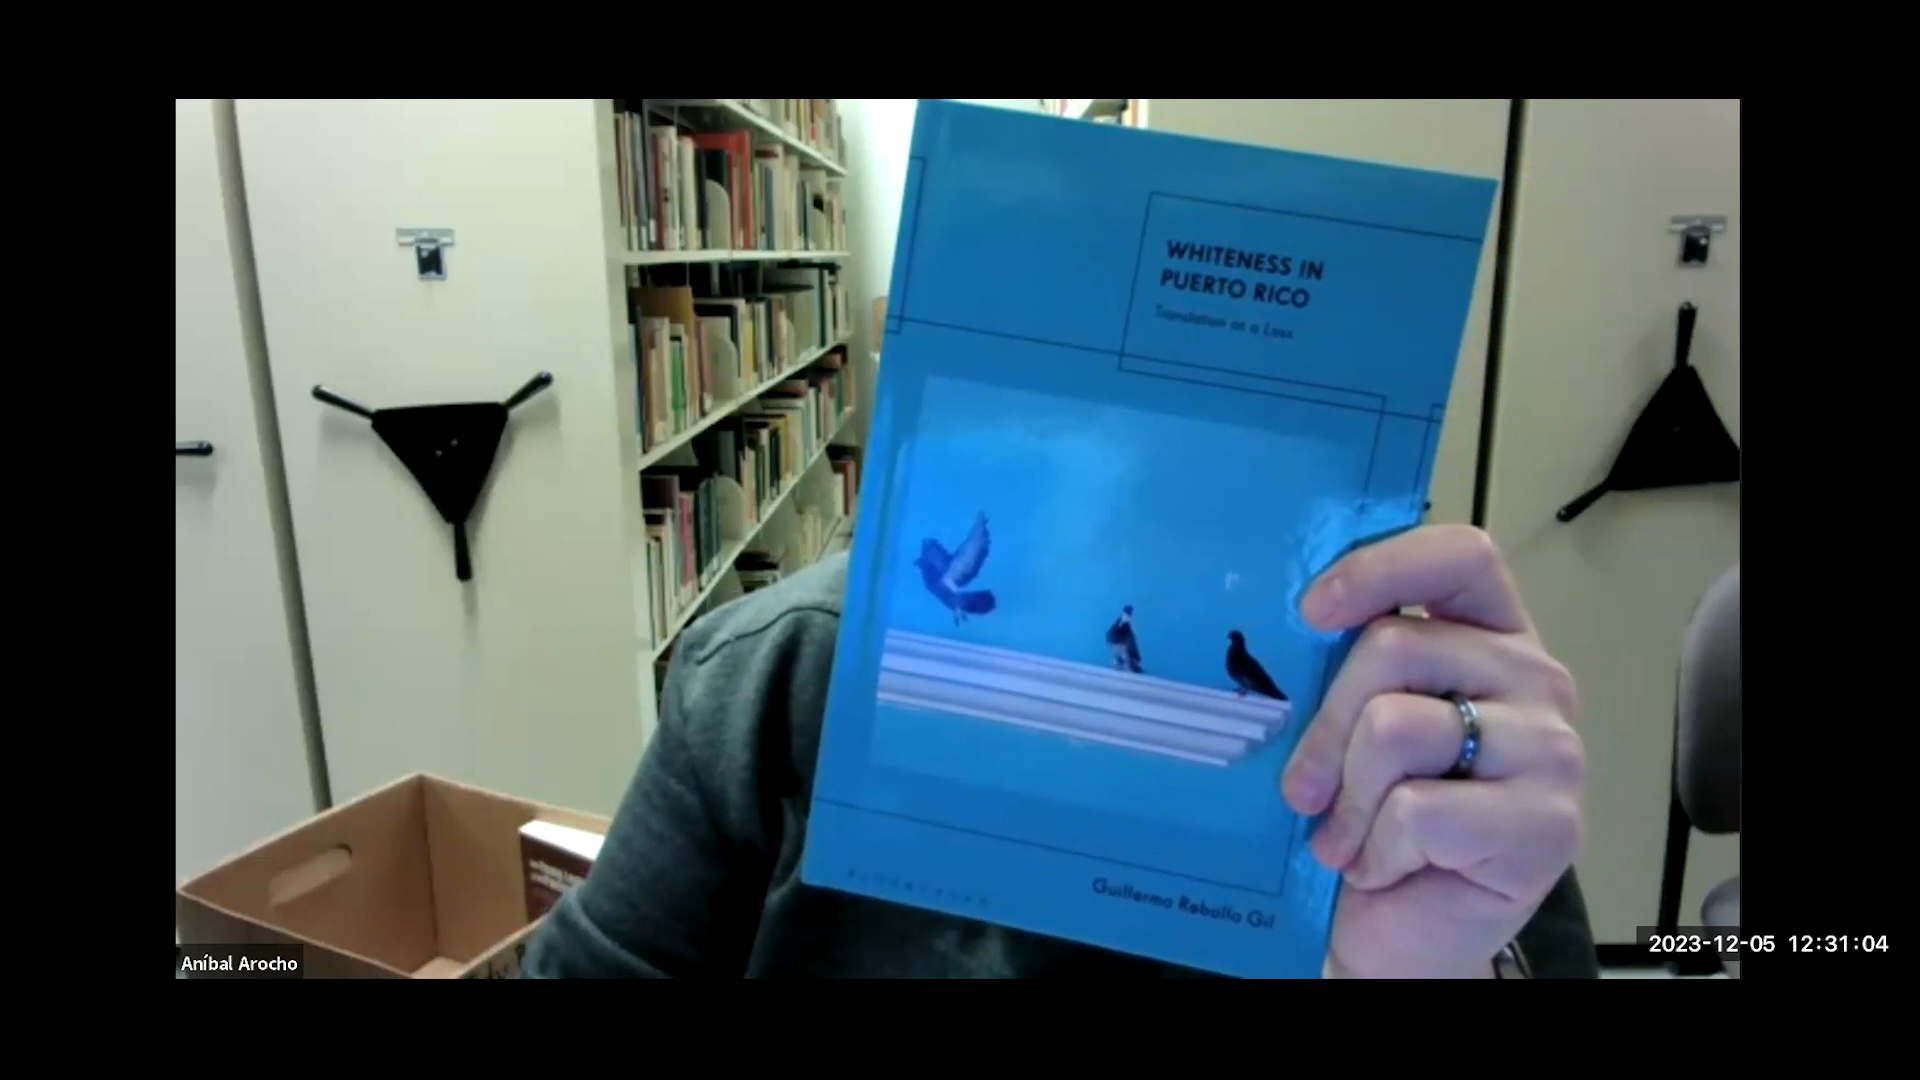 WHITENESS IN
PUERTO RICO
Translation at a Loss
Guillermo Rebollo Gil
Aníbal Arocho
2023-12-05 12:31:04